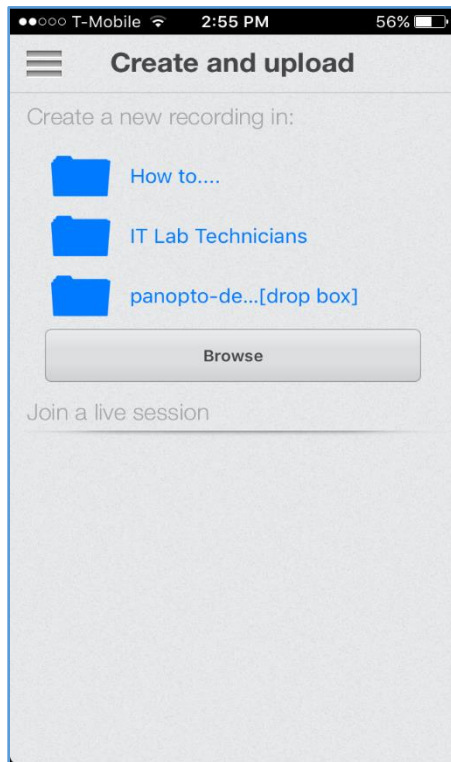 T-Mobile 2:55 PM 56%
Create and upload
Create a new recording in:
How to....
IT Lab Technicians
panopto-de...[drop box]
Browse
Join a live session